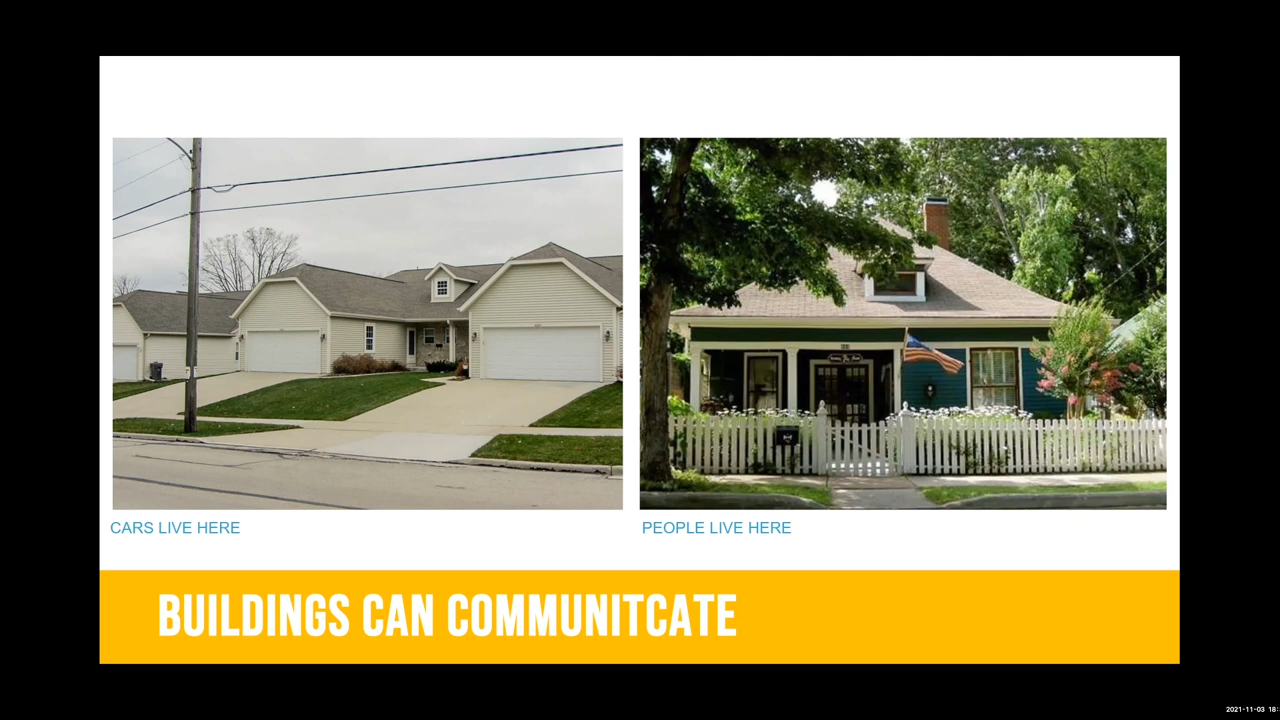 CARS LIVE HERE
PEOPLE LIVE HERE
BUILDINGS CAN COMMUNITCATE
2021-11-03 18: